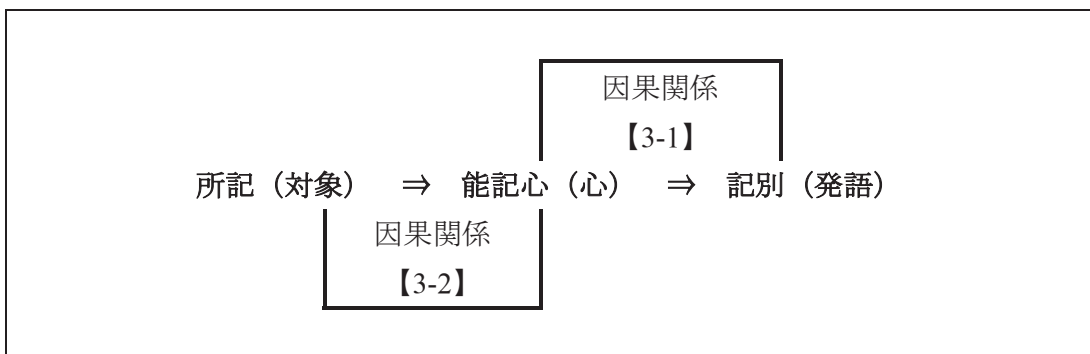 因果関係
【3-1】
所記（対象） ⇒ 能記心（心） ⇒ 記別（発語）
因果関係
【3-2】